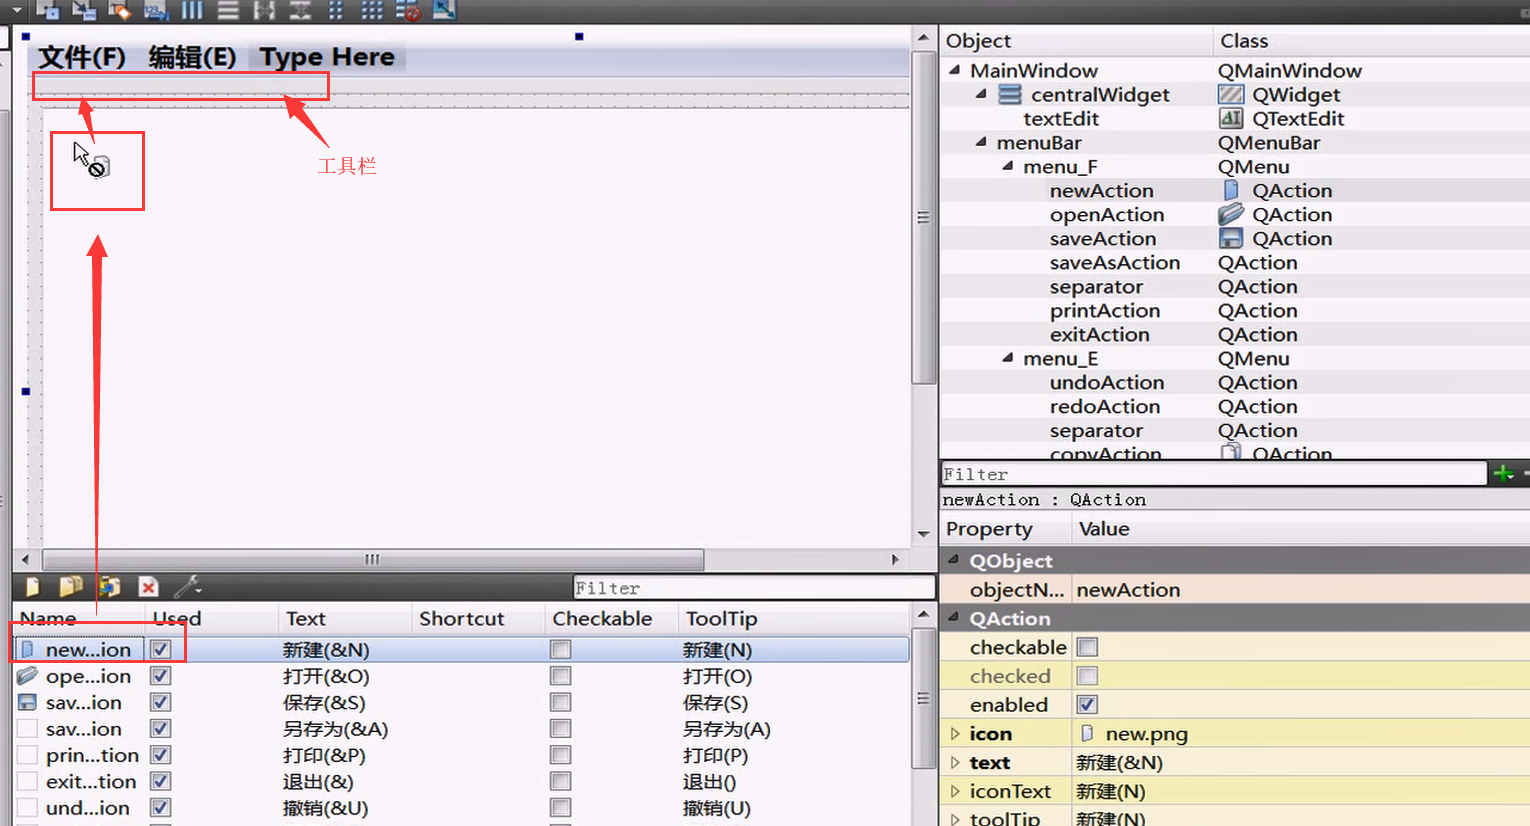 文件(F) 编辑(E) Type Here
工具栏
Object Class
MainWindow QMainWindow
centralWidget QWidget
textEdit AI QTextEdit
menuBar QMenuBar
menu_F QMenu
newAction QAction
openAction QAction
saveAction QAction
saveAsAction QAction
separator QAction
printAction QAction
exitAction QAction
menu_E QMenu
undoAction QAction
redoAction QAction
separator QAction
copyAction QAction
Filter
newAction : QAction
Property Value
QObject
objectN... newAction
QAction
checkable
checked
enabled
icon new.png
text 新建(&N)
iconText 新建(N)
toolTip 新建(N)
Filter
Name Used Text Shortcut Checkable ToolTip
new...ion 新建(&N) 新建(N)
ope...ion 打开(&O) 打开(O)
sav...ion 保存(&S) 保存(S)
sav...ion 另存为(&A) 另存为(A)
prin...tion 打印(&P) 打印(P)
exit...tion 退出(&) 退出()
und...ion 撤销(&U) 撤销(U)